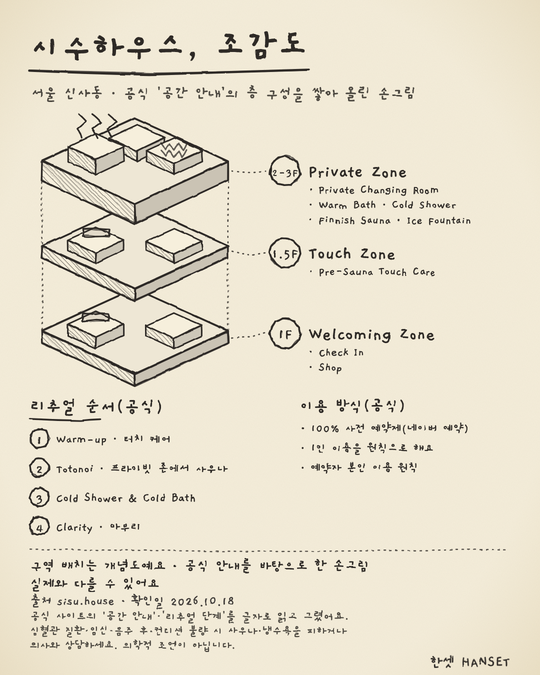 시수하우스, 조감도
서울 신사동 · 공식 '공간 안내'의 층 구성을 쌓아 올린 손그림
2-3F Private Zone
· Private Changing Room
· Warm Bath · Cold Shower
· Finnish Sauna · Ice Fountain
1.5F Touch Zone
· Pre-Sauna Touch Care
1F Welcoming Zone
· Check In
· Shop
리추얼 순서(공식)
1 Warm-up · 터치 케어
2 Totonoi · 프라이빗 존에서 사우나
3 Cold Shower & Cold Bath
4 Clarity · 마무리
이용 방식(공식)
· 100% 사전 예약제(네이버 예약)
· 1인 이용을 원칙으로 해요
· 예약자 본인 이용 원칙
구역 배치는 개념도예요 · 공식 안내를 바탕으로 한 손그림
실제와 다를 수 있어요
출처 sisu.house · 확인일 2026.10.18
공식 사이트의 '공간 안내'·'리추얼 단계'를 글자로 읽고 그렸어요.
심혈관 질환·임신·음주 후·컨디션 불량 시 사우나·냉수욕을 피하거나
의사와 상담하세요. 의학적 조언이 아닙니다.
한셋 HANSET